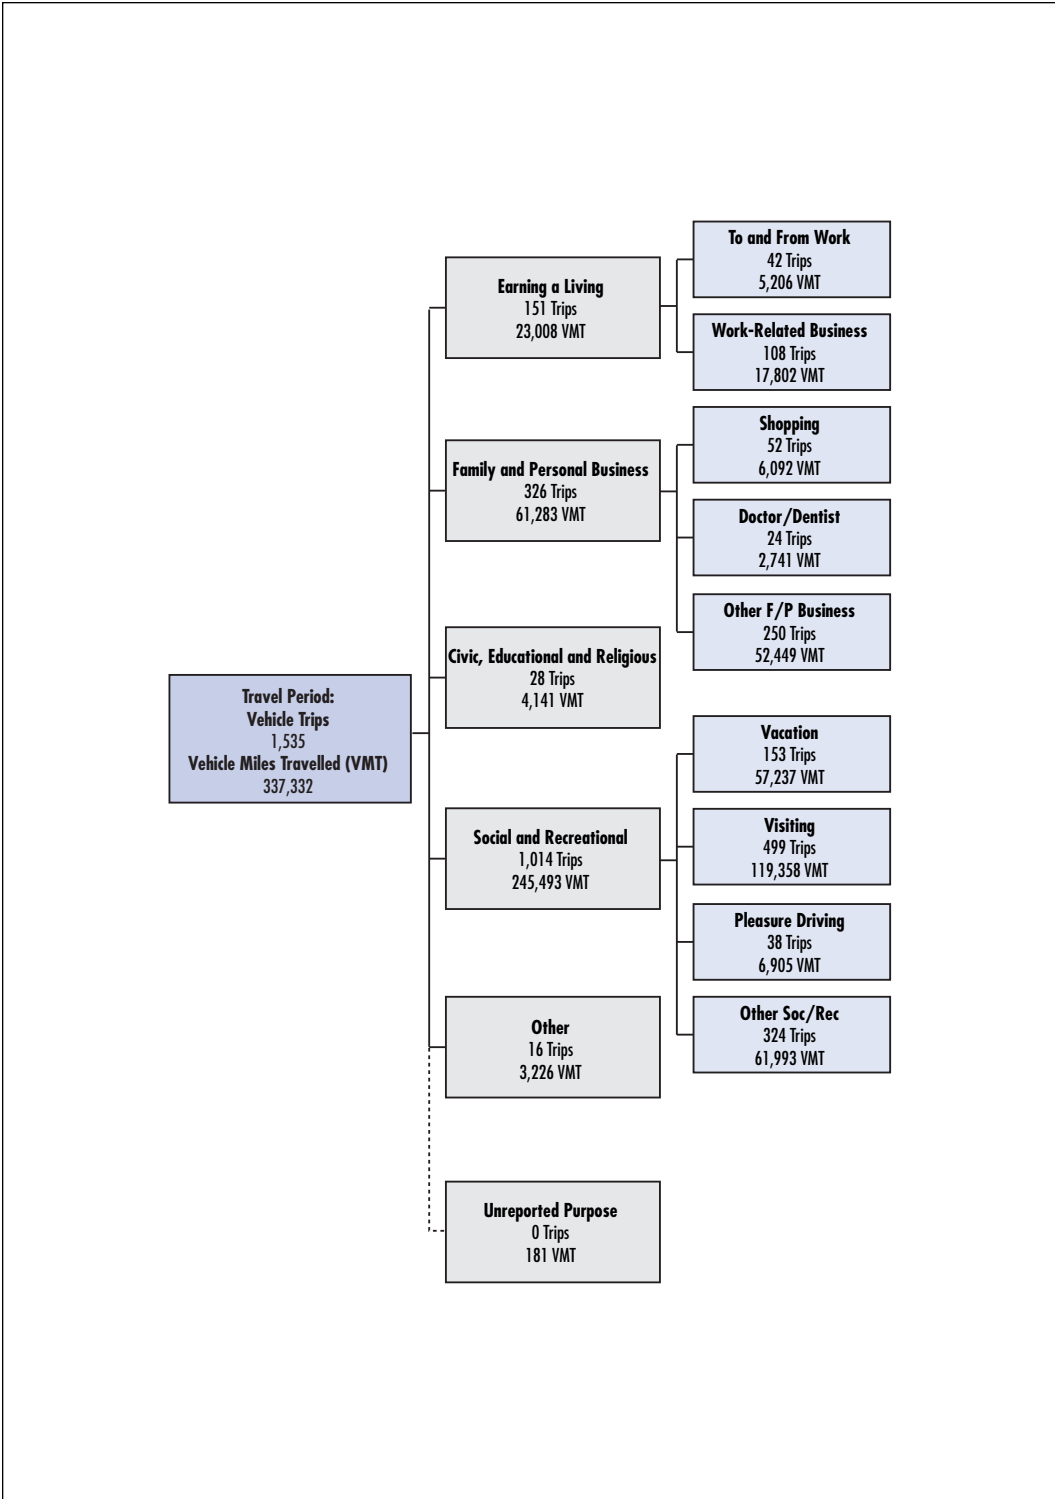 Travel Period:
Vehicle Trips
1,535
Vehicle Miles Travelled (VMT)
337,332
Earning a Living
151 Trips
23,008 VMT
To and From Work
42 Trips
5,206 VMT
Work-Related Business
108 Trips
17,802 VMT
Family and Personal Business
326 Trips
61,283 VMT
Shopping
52 Trips
6,092 VMT
Doctor/Dentist
24 Trips
2,741 VMT
Other F/P Business
250 Trips
52,449 VMT
Civic, Educational and Religious
28 Trips
4,141 VMT
Social and Recreational
1,014 Trips
245,493 VMT
Vacation
153 Trips
57,237 VMT
Visiting
499 Trips
119,358 VMT
Pleasure Driving
38 Trips
6,905 VMT
Other Soc/Rec
324 Trips
61,993 VMT
Other
16 Trips
3,226 VMT
Unreported Purpose
0 Trips
181 VMT